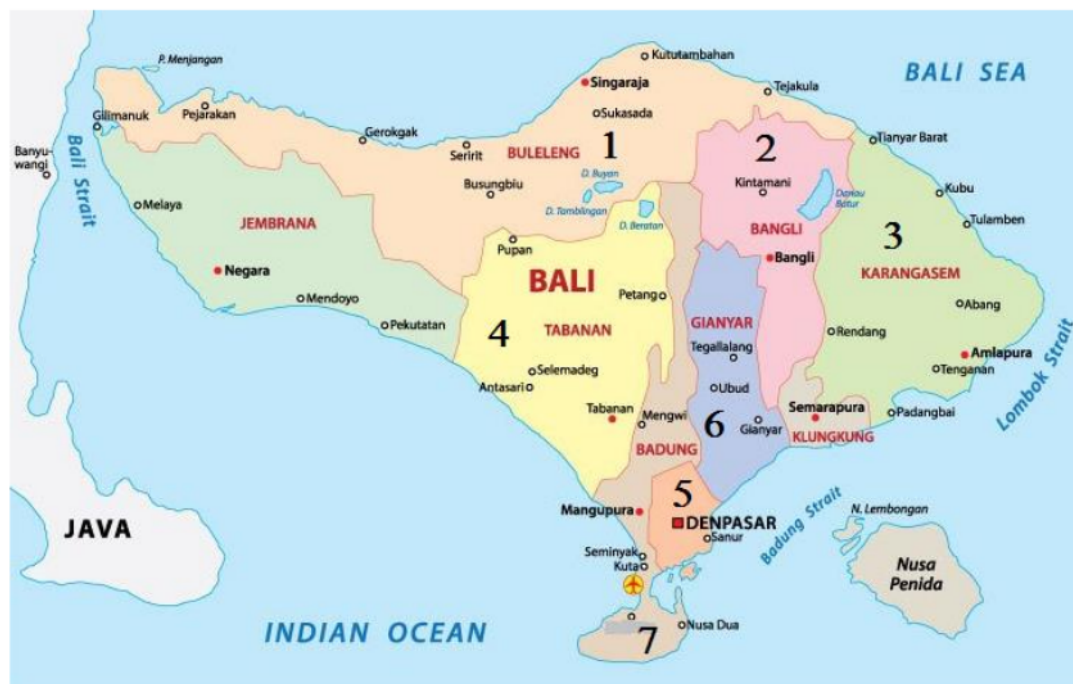 P. Menjangan
Kututambahan
BALI SEA
Singaraja
Tejakula
Gilimanuk
Pejarakan
Sukasada
Gerokgak
Tianyar Barat
Banyu-
wangi
Bali Strait
Seririt
BULELENG
1
2
D. Buyan
Kintamani
Danau
Batur
Kubu
Busungbiu
Melaya
D. Tamblingan
D. Beratan
Tulamben
JEMBRANA
Pupan
BANGLI
3
Negara
BALI
Bangli
KARANGASEM
Mendoyo
Petang
Abang
Pekutatan
4
TABANAN
GIANYAR
Rendang
Tegallalang
Amlapura
Selemadeg
Tenganan
Antasari
Ubud
Lombok Strait
Tabanan
Mengwi
6
Gianyar
Semarapura
Padangbai
BADUNG
KLUNGKUNG
5
Mangupura
DENPASAR
Badung Strait
N. Lembongan
JAVA
Sanur
Seminyak
Kuta
Nusa
Penida
INDIAN OCEAN
7
Nusa Dua